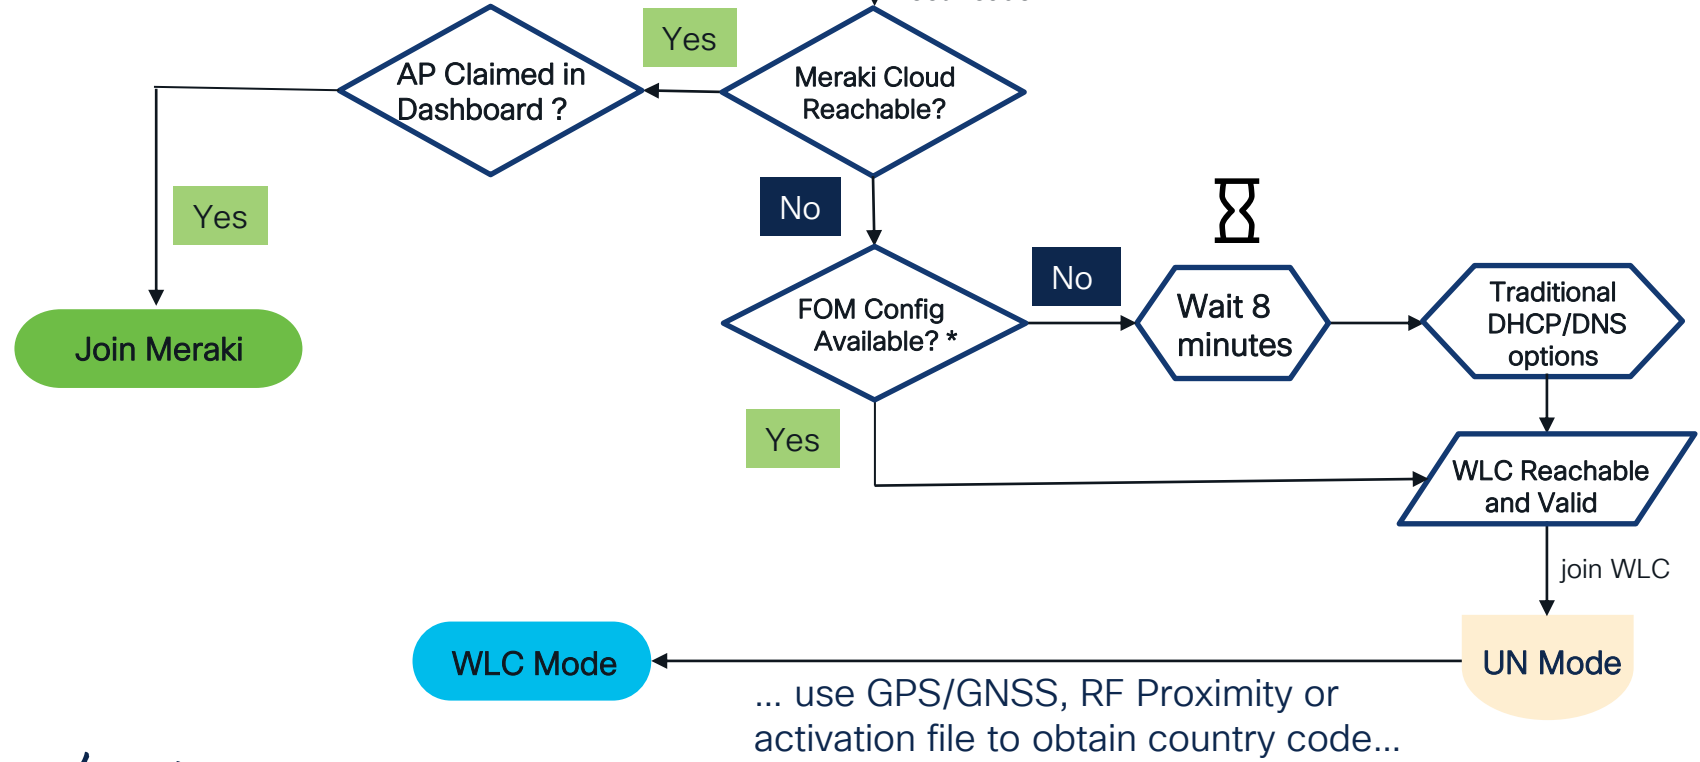 Yes
AP Claimed in
Dashboard ?
Meraki Cloud
Reachable?
Yes
No
Join Meraki
No
FOM Config
Available? *
Wait 8
minutes
Traditional
DHCP/DNS
options
Yes
WLC Reachable
and Valid
join WLC
WLC Mode
UN Mode
... use GPS/GNSS, RF Proximity or
activation file to obtain country code...